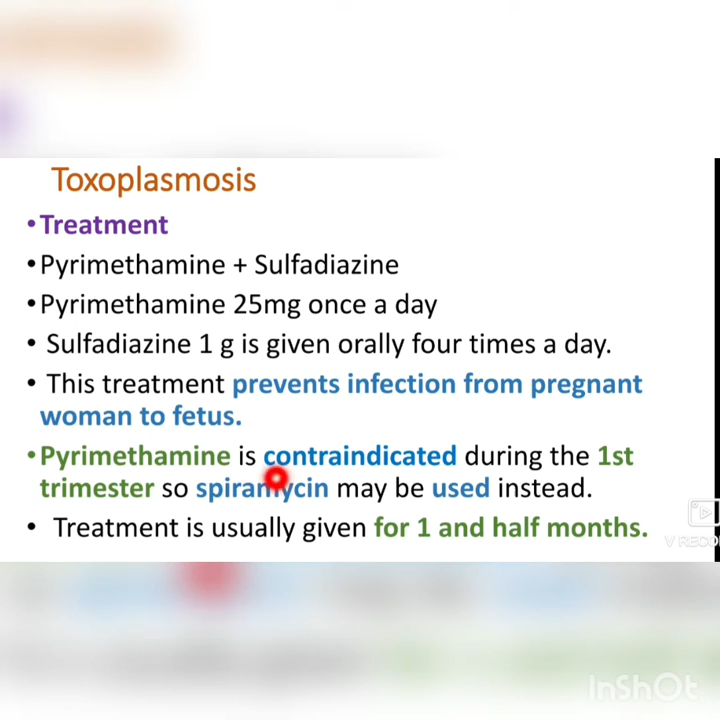 Toxoplasmosis
•Treatment
•Pyrimethamine + Sulfadiazine
•Pyrimethamine 25mg once a day
• Sulfadiazine 1 g is given orally four times a day.
• This treatment prevents infection from pregnant
woman to fetus.
•Pyrimethamine is contraindicated during the 1st
trimester so spiramycin may be used instead.
• Treatment is usually given for 1 and half months.
V RECO
InShOt